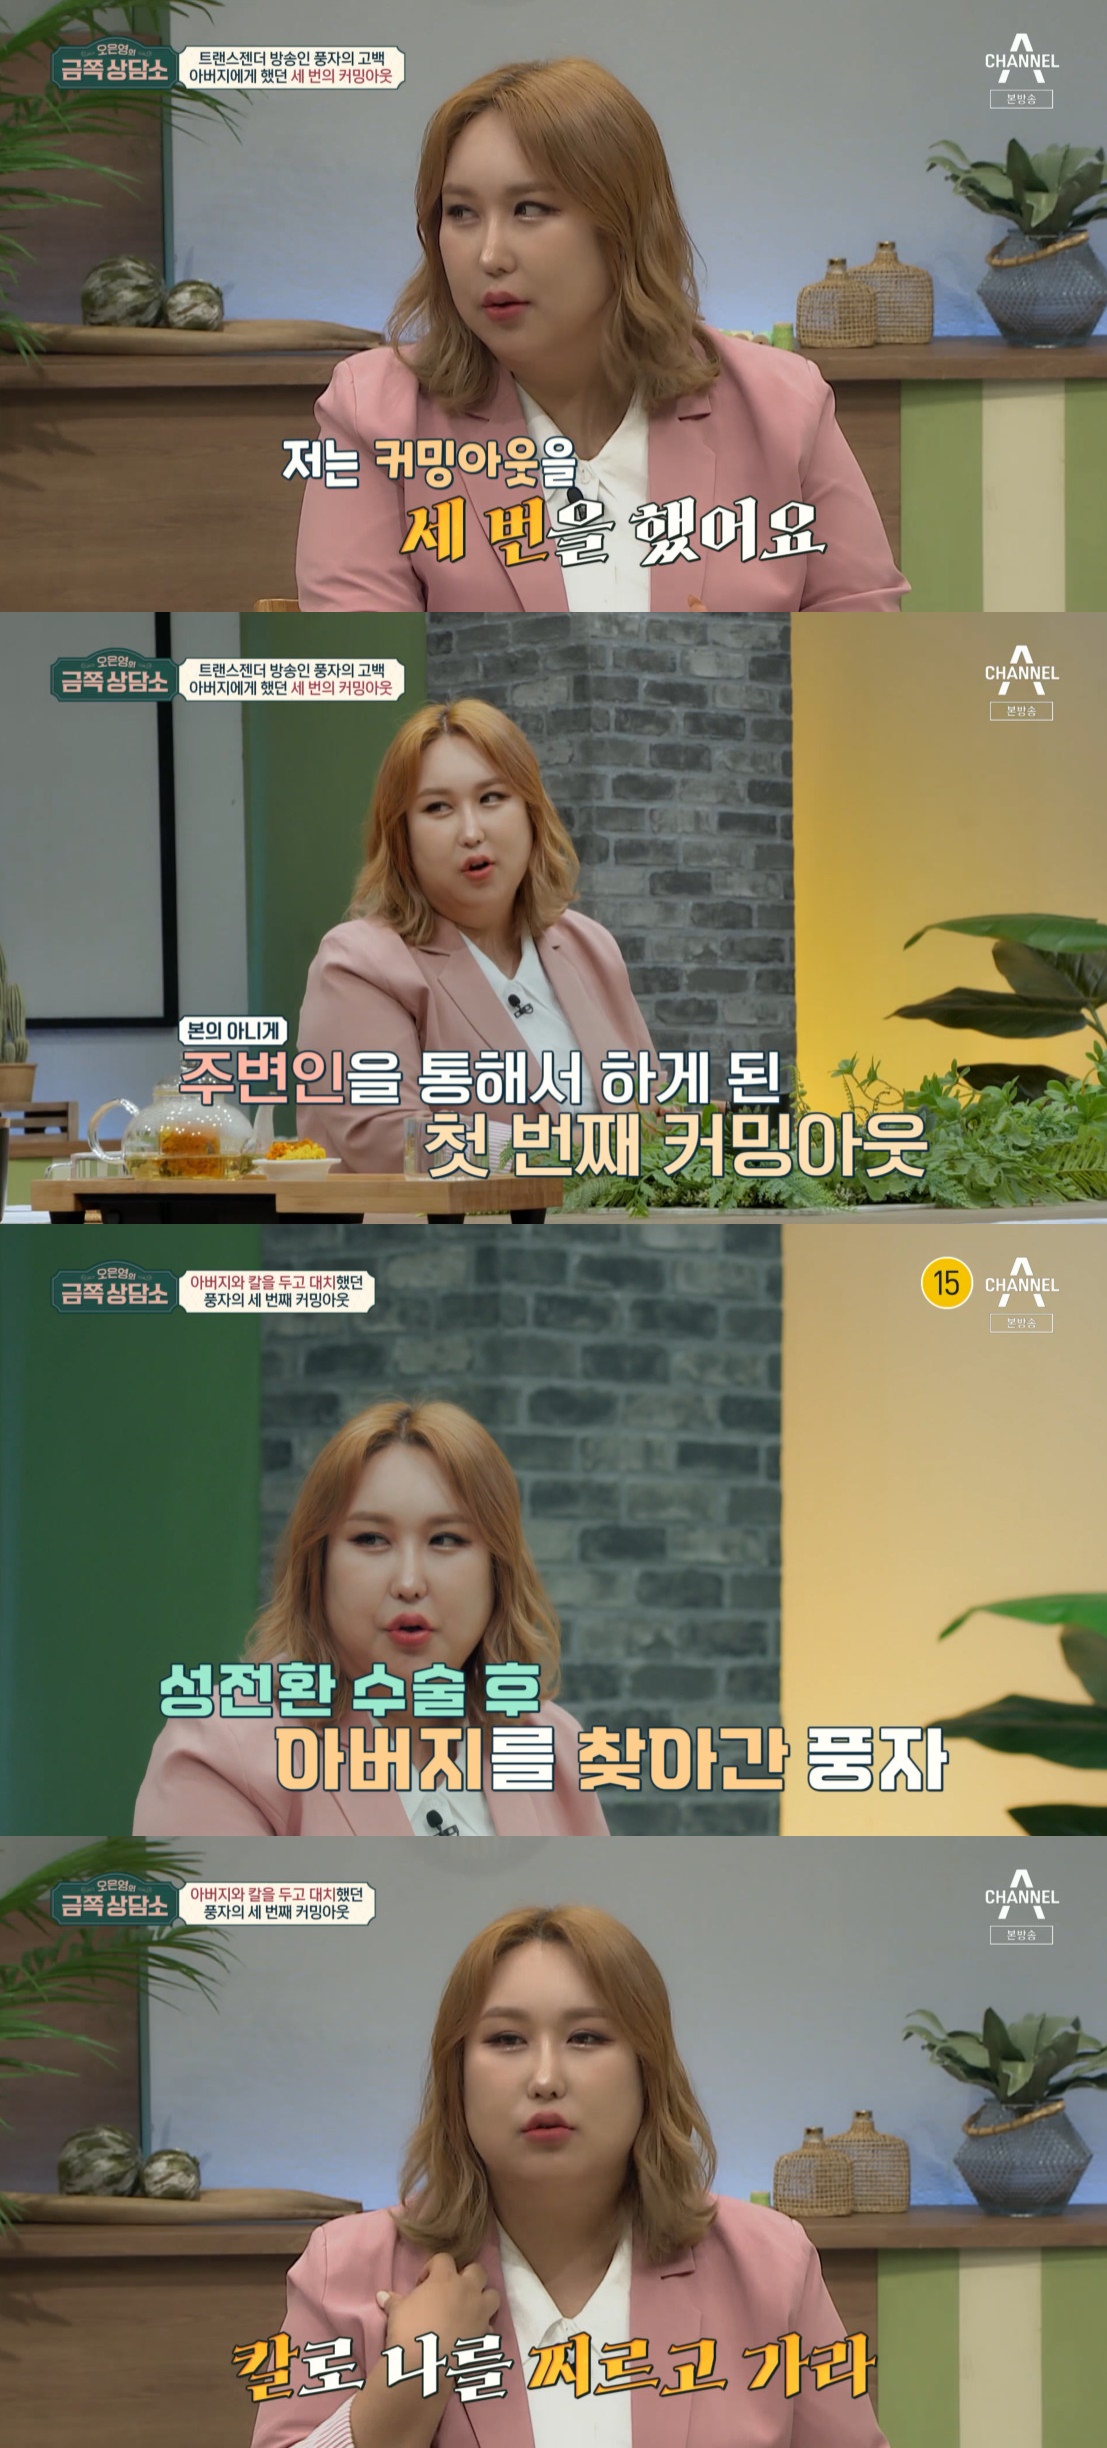 오은영의
금쪽 상담소
트랜스젠더 방송인 풍자의 고백
아버지에게 했던 세 번의 커밍아웃
CHANNEL A
본방송
저는 커밍아웃을
세 번을 했어요
오은영의
금쪽 상담소
트랜스젠더 방송인 풍자의 고백
아버지에게 했던 세 번의 커밍아웃
CHANNEL A
본방송
본의 아니게
주변인을 통해서 하게 된
첫 번째 커밍아웃
오은영의
금쪽 상담소
아버지와 칼을 두고 대치했던
풍자의 세 번째 커밍아웃
15
CHANNEL A
본방송
성전환 수술 후
아버지를 찾아간 풍자
오은영의
금쪽 상담소
아버지와 칼을 두고 대치했던
풍자의 세 번째 커밍아웃
CHANNEL A
본방송
칼로 나를 찌르고 가라